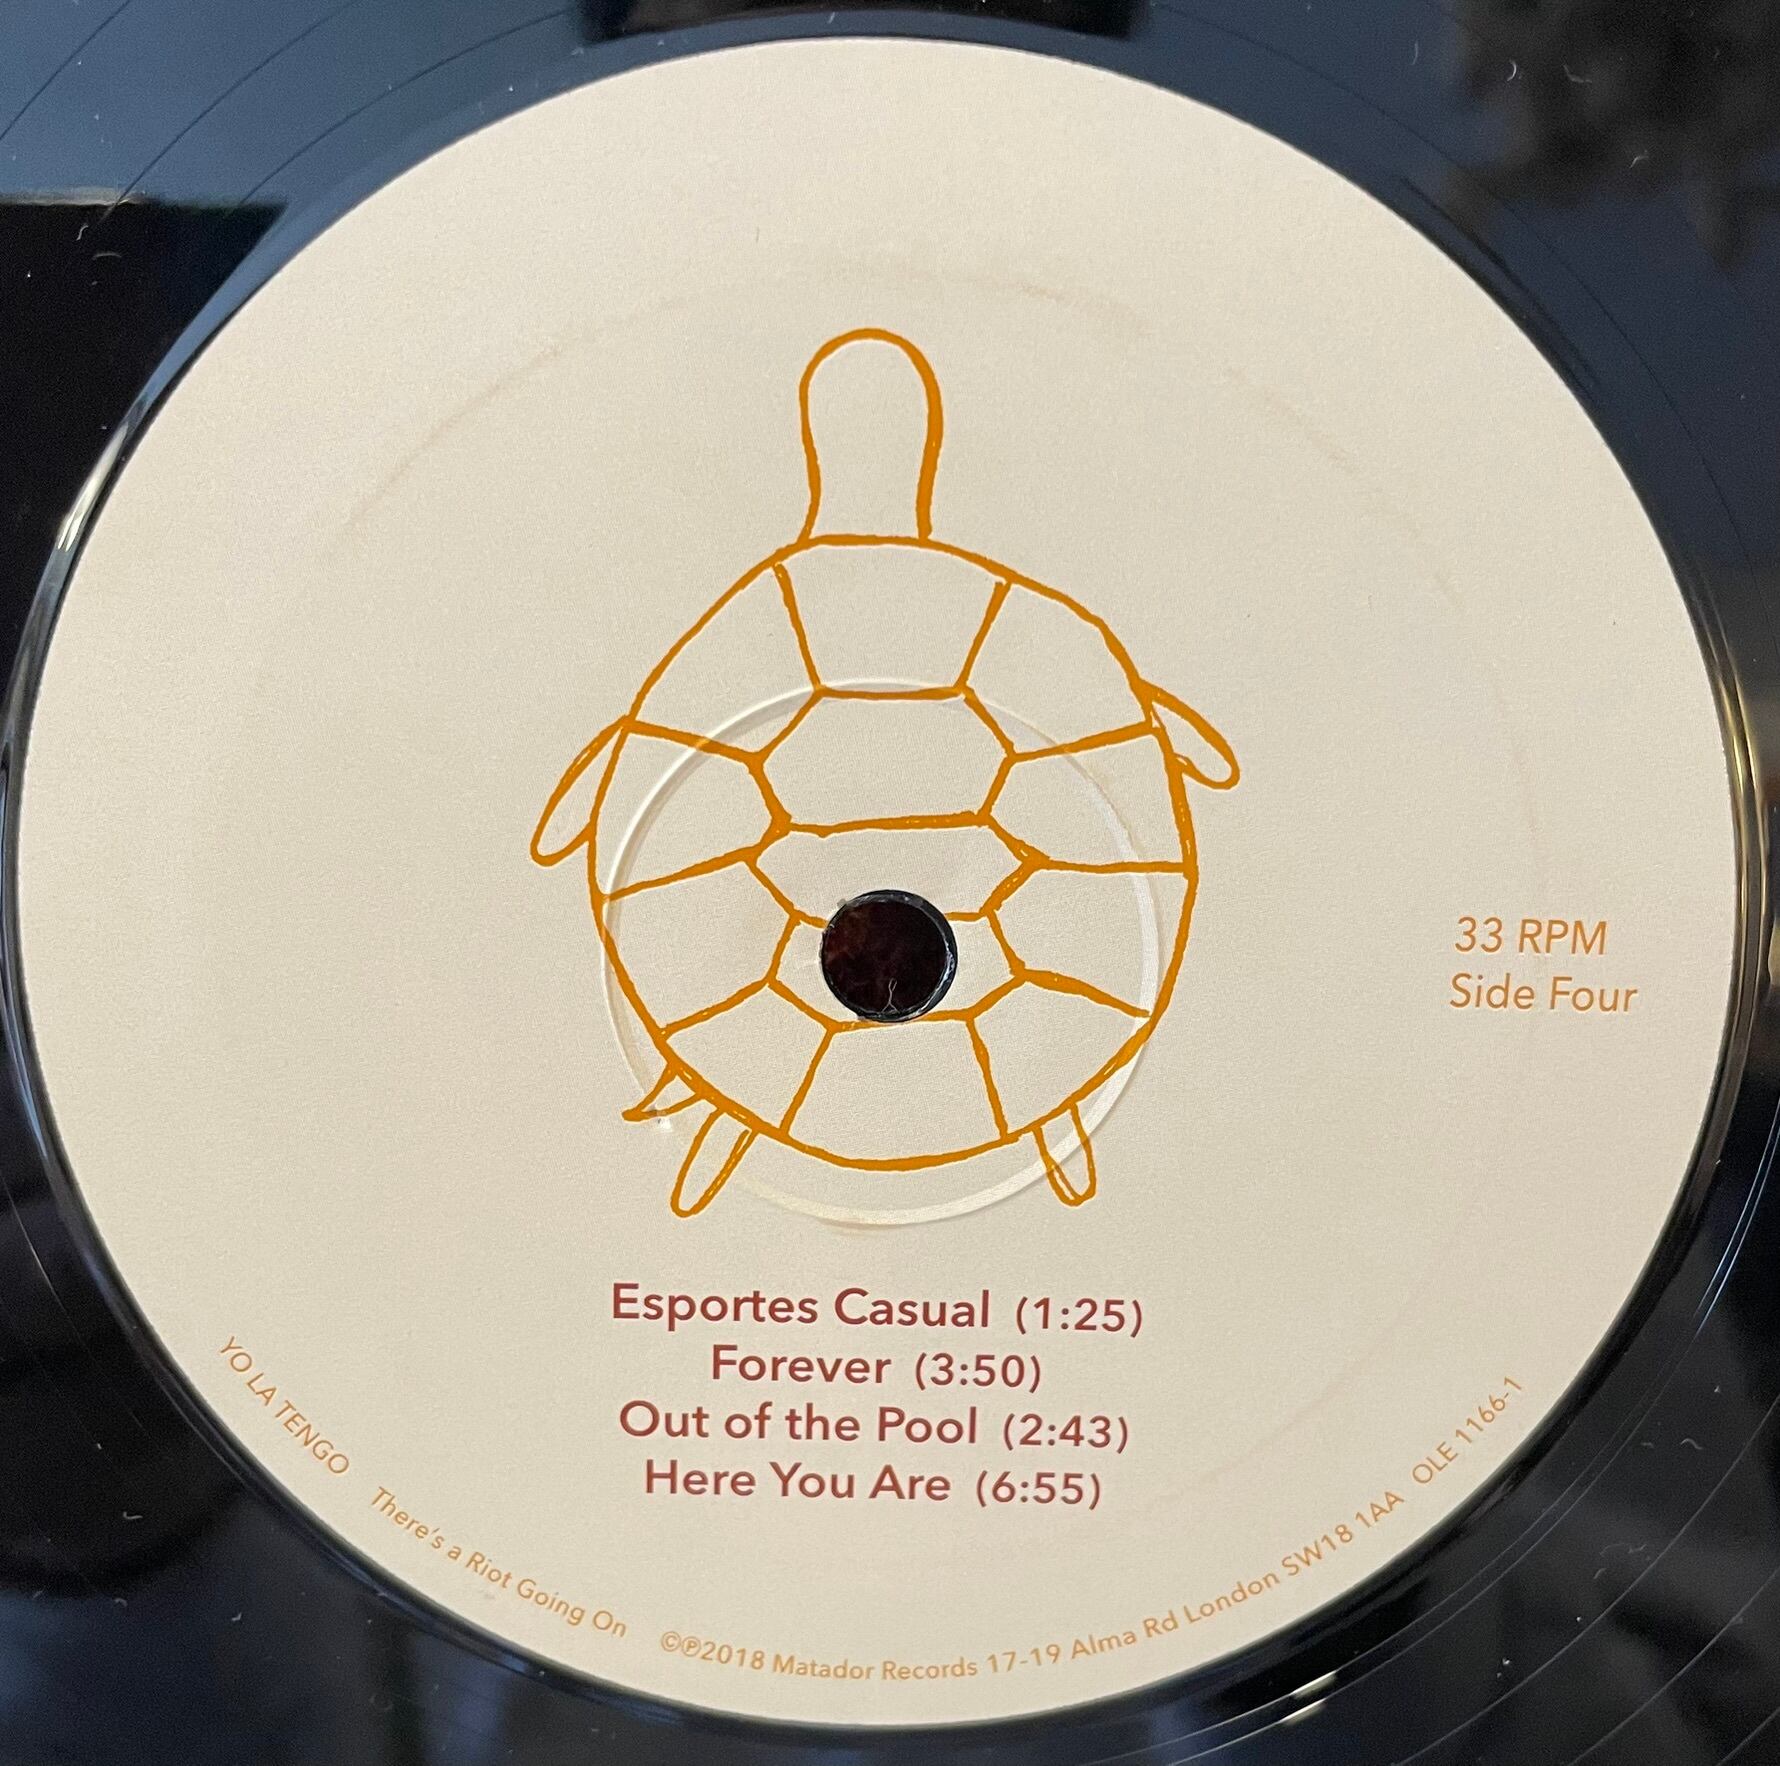 33 RPM
Side Four
Esportes Casual (1:25)
Forever (3:50)
Out of the Pool (2:43)
Here You Are (6:55)
YO LA TENGO There's a Riot Going On ©℗2018 Matador Records 17-19 Alma Rd London SW18 1AA OLE 1166-1